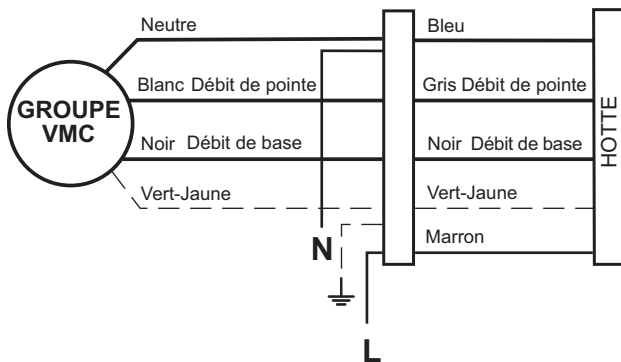 Neutre
Bleu
Blanc Débit de pointe
Gris Débit de pointe
GROUPE
VMC
Noir Débit de base
Noir Débit de base
HOTTE
Vert-Jaune
Vert-Jaune
Marron
N
L